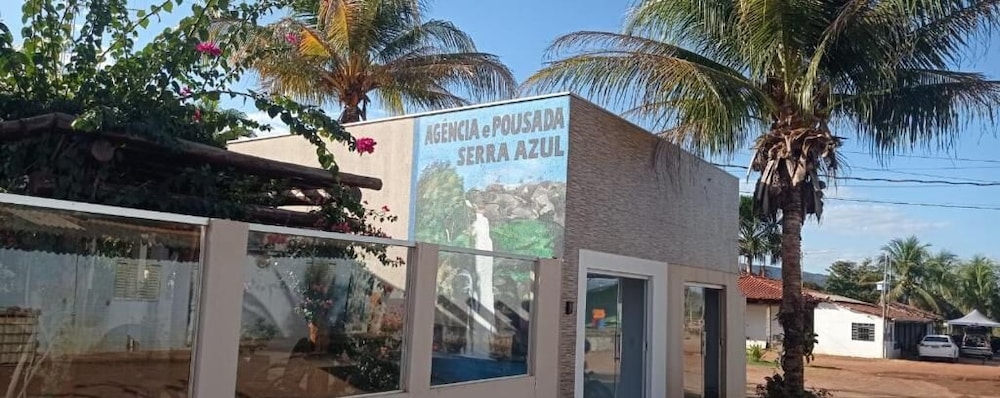 AGÊNCIA e POUSADA
SERRA AZUL